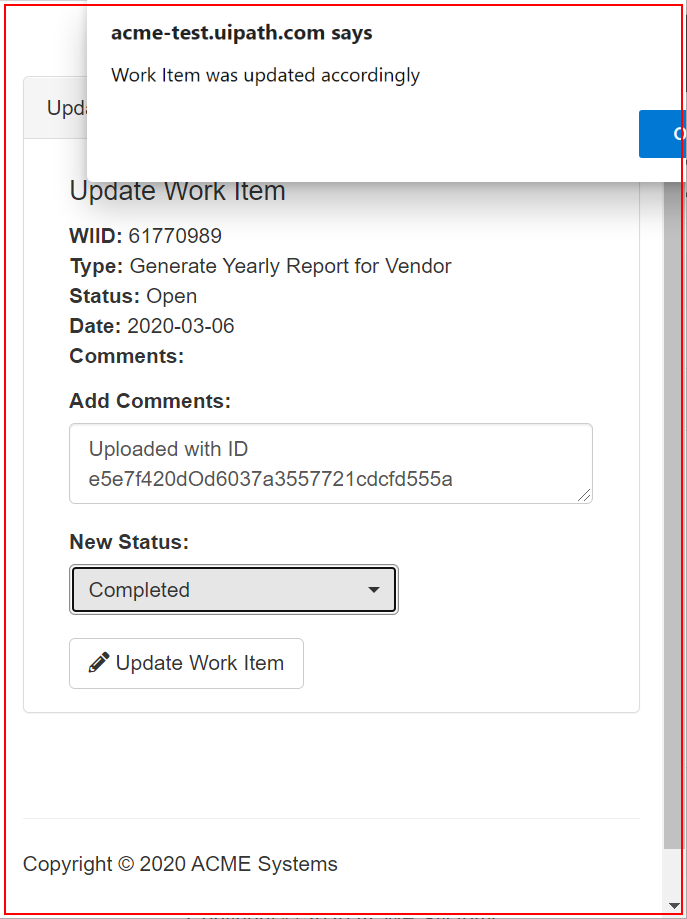 acme-test.uipath.com says
Work Item was updated accordingly
Update Work Item
WIID: 61770989
Type: Generate Yearly Report for Vendor
Status: Open
Date: 2020-03-06
Comments:
Add Comments:
Uploaded with ID
e5e7f420dOd6037a3557721cdcfd555a
New Status:
Completed
Update Work Item
Copyright © 2020 ACME Systems